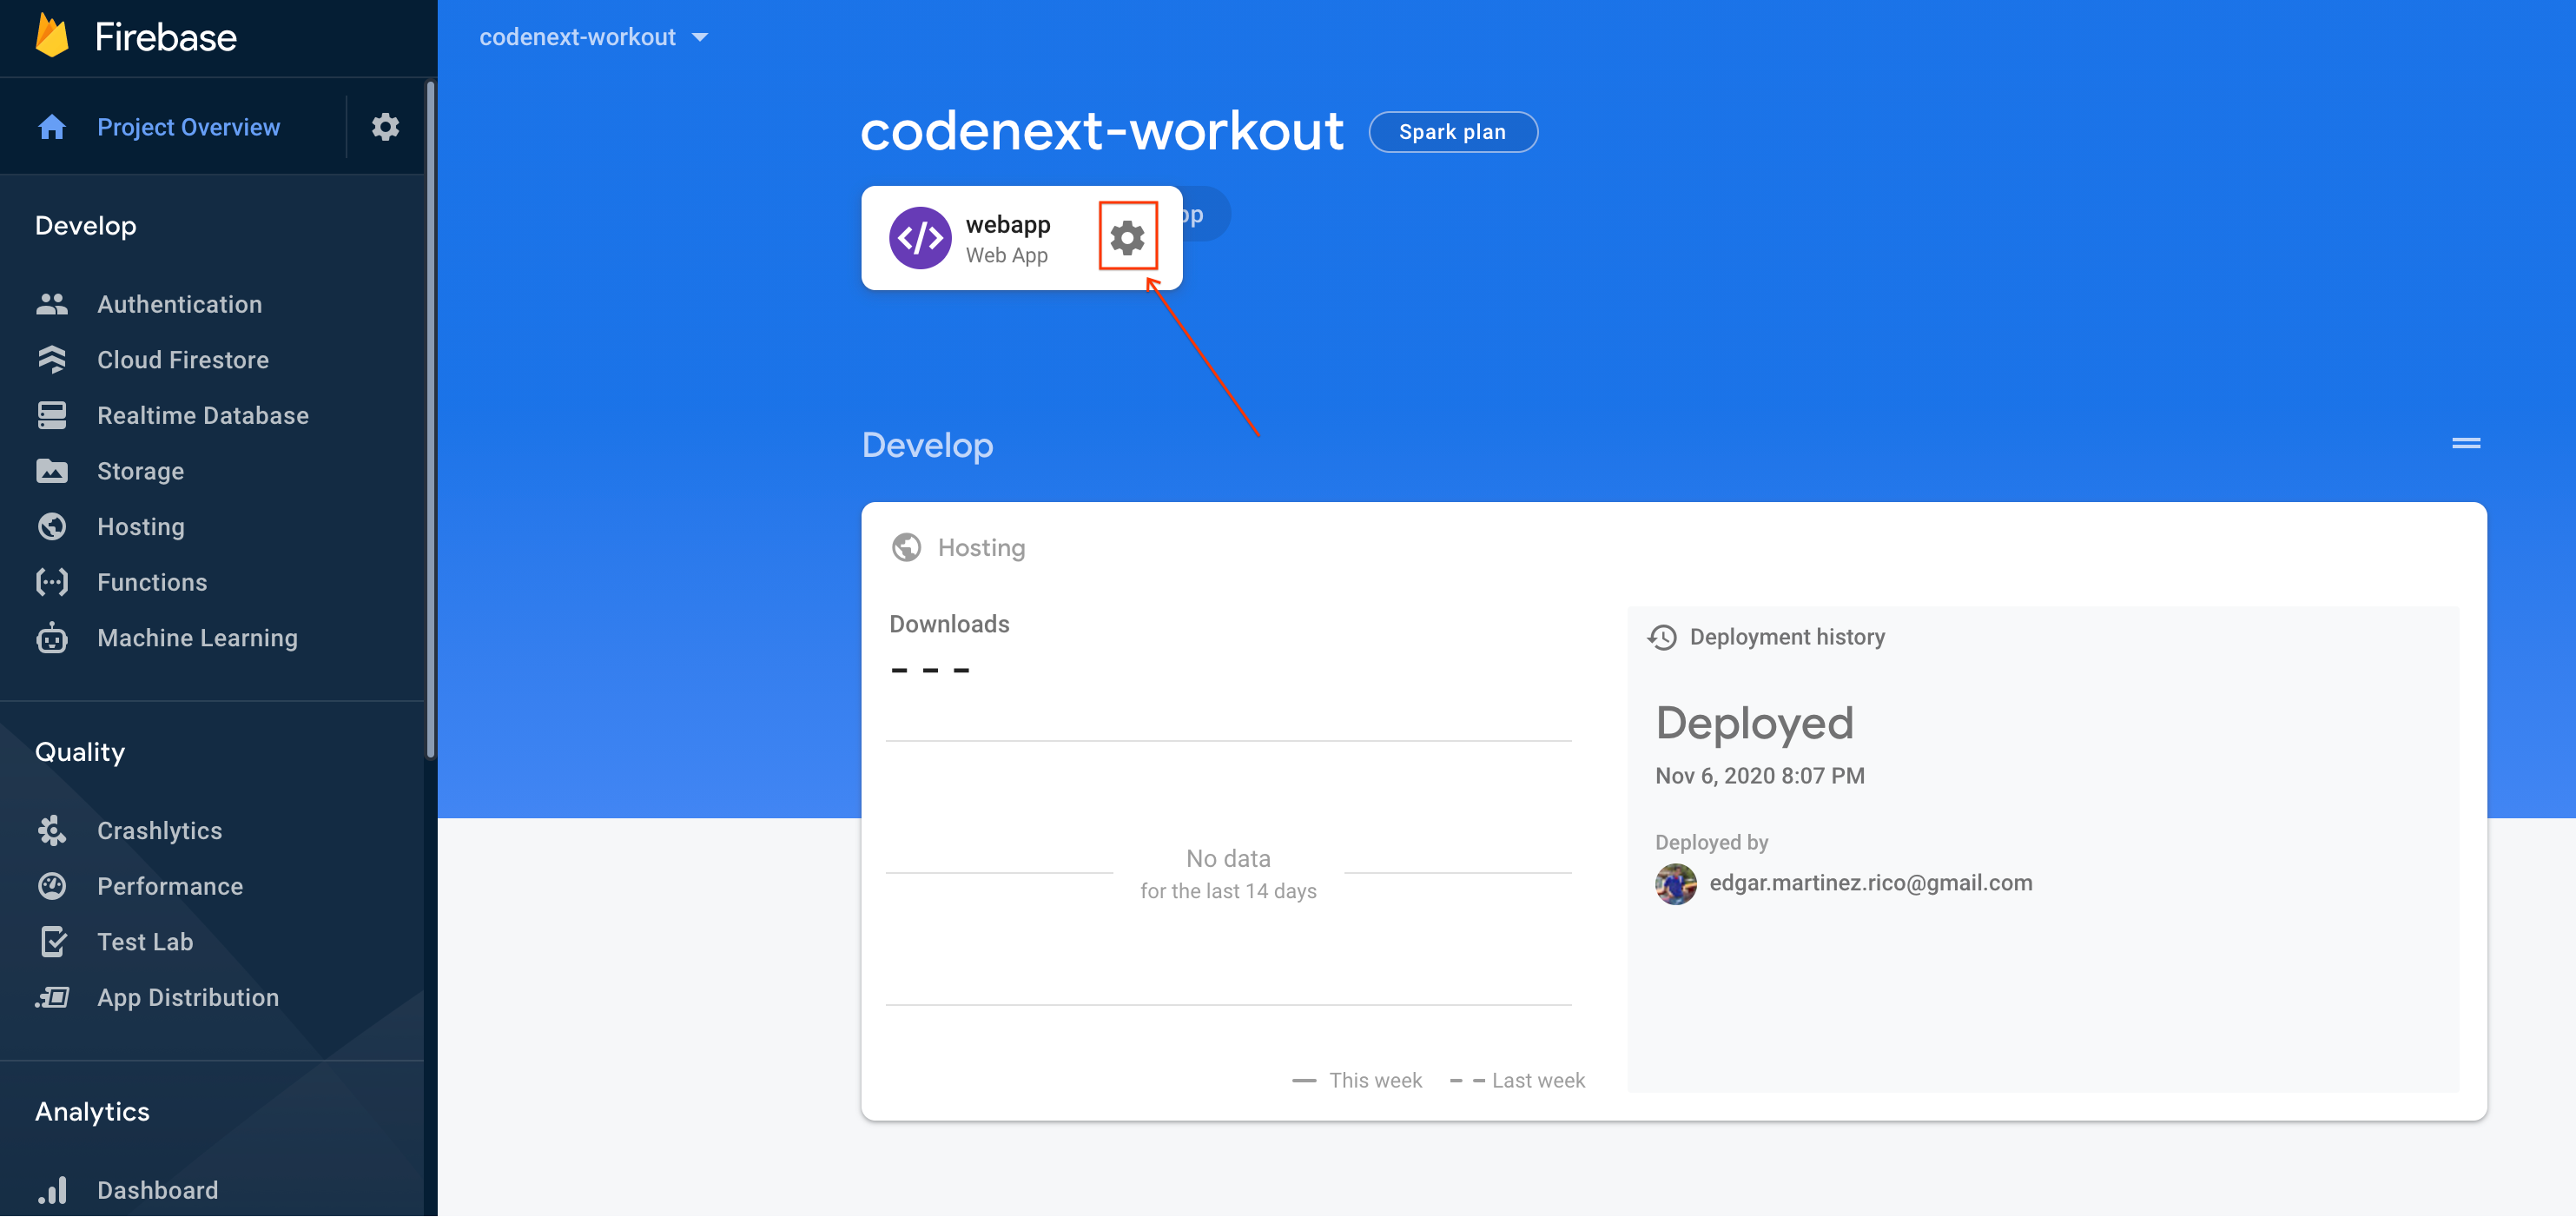 Firebase
Project Overview
Develop
Authentication
Cloud Firestore
Realtime Database
Storage
Hosting
Functions
Machine Learning
Quality
Crashlytics
Performance
Test Lab
App Distribution
Analytics
Dashboard
codenext-workout
codenext-workout
Spark plan
webapp
Web App
Develop
Hosting
Downloads
- - -
No data
for the last 14 days
This week
Last week
Deployment history
Deployed
Nov 6, 2020 8:07 PM
Deployed by
edgar.martinez.rico@gmail.com